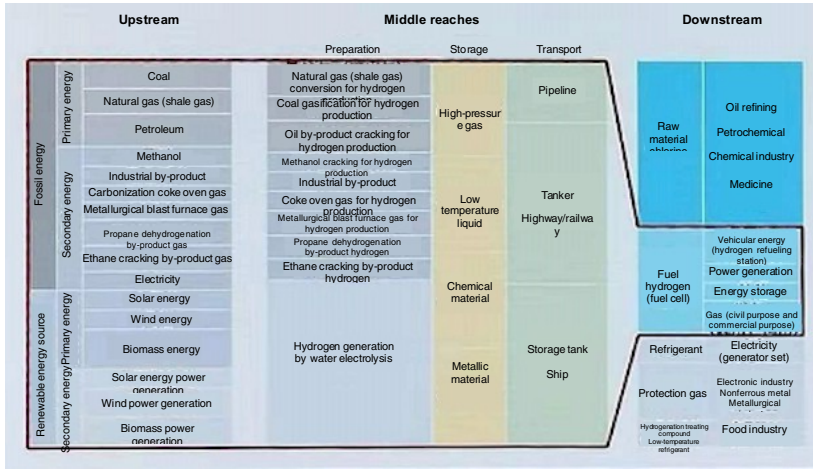 Upstream
Middle reaches
Downstream
Preparation
Storage
Transport
Fossil energy
Primary energy
Coal
Natural gas (shale gas)
Petroleum
Secondary energy
Methanol
Industrial by-product
Carbonization coke oven gas
Metallurgical blast furnace gas
Propane dehydrogenation
by-product gas
Ethane cracking by-product gas
Electricity
Renewable energy source
Primary energy
Solar energy
Wind energy
Biomass energy
Secondary energy
Solar energy power
generation
Wind power generation
Biomass power
generation
Natural gas (shale gas)
conversion for hydrogen
Coal gasification for hydrogen
production
Oil by-product cracking for
hydrogen production
Methanol cracking for hydrogen
production
Industrial by-product
Coke oven gas for hydrogen
production
Metallurgical blast furnace gas for
hydrogen production
Propane dehydrogenation
by-product hydrogen
Ethane cracking by-product
hydrogen
Hydrogen generation
by water electrolysis
High-pressur
e gas
Low
temperature
liquid
Chemical
material
Metallic
material
Pipeline
Tanker
Highway/railwa
y
Storage tank
Ship
Raw
material
Oil refining
Petrochemical
Chemical industry
Medicine
Fuel
hydrogen
(fuel cell)
Vehicular energy
(hydrogen refueling
station)
Power generation
Energy storage
Gas (civil purpose and
commercial purpose)
Refrigerant
Electricity
(generator set)
Protection gas
Electronic industry
Nonferrous metal
Metallurgical
Hydrogenation treating
compound
Low-temperature
refrigerant
Food industry